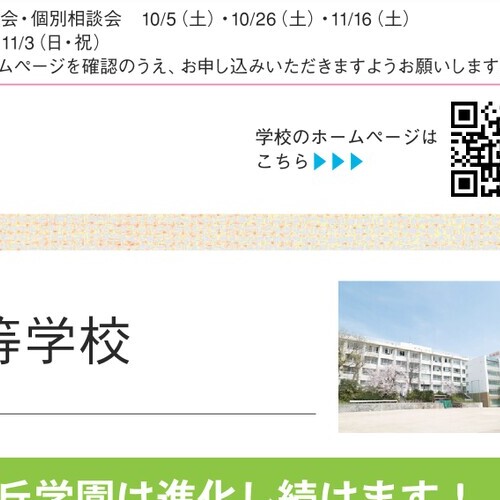 会・個別相談会 10/5（土）・10/26（土）・11/16（土）
11/3（日・祝）
ムページを確認のうえ、お申し込みいただきますようお願いします
学校のホームページは
こちら▶▶▶
等学校
丘学園は進化し続けます！